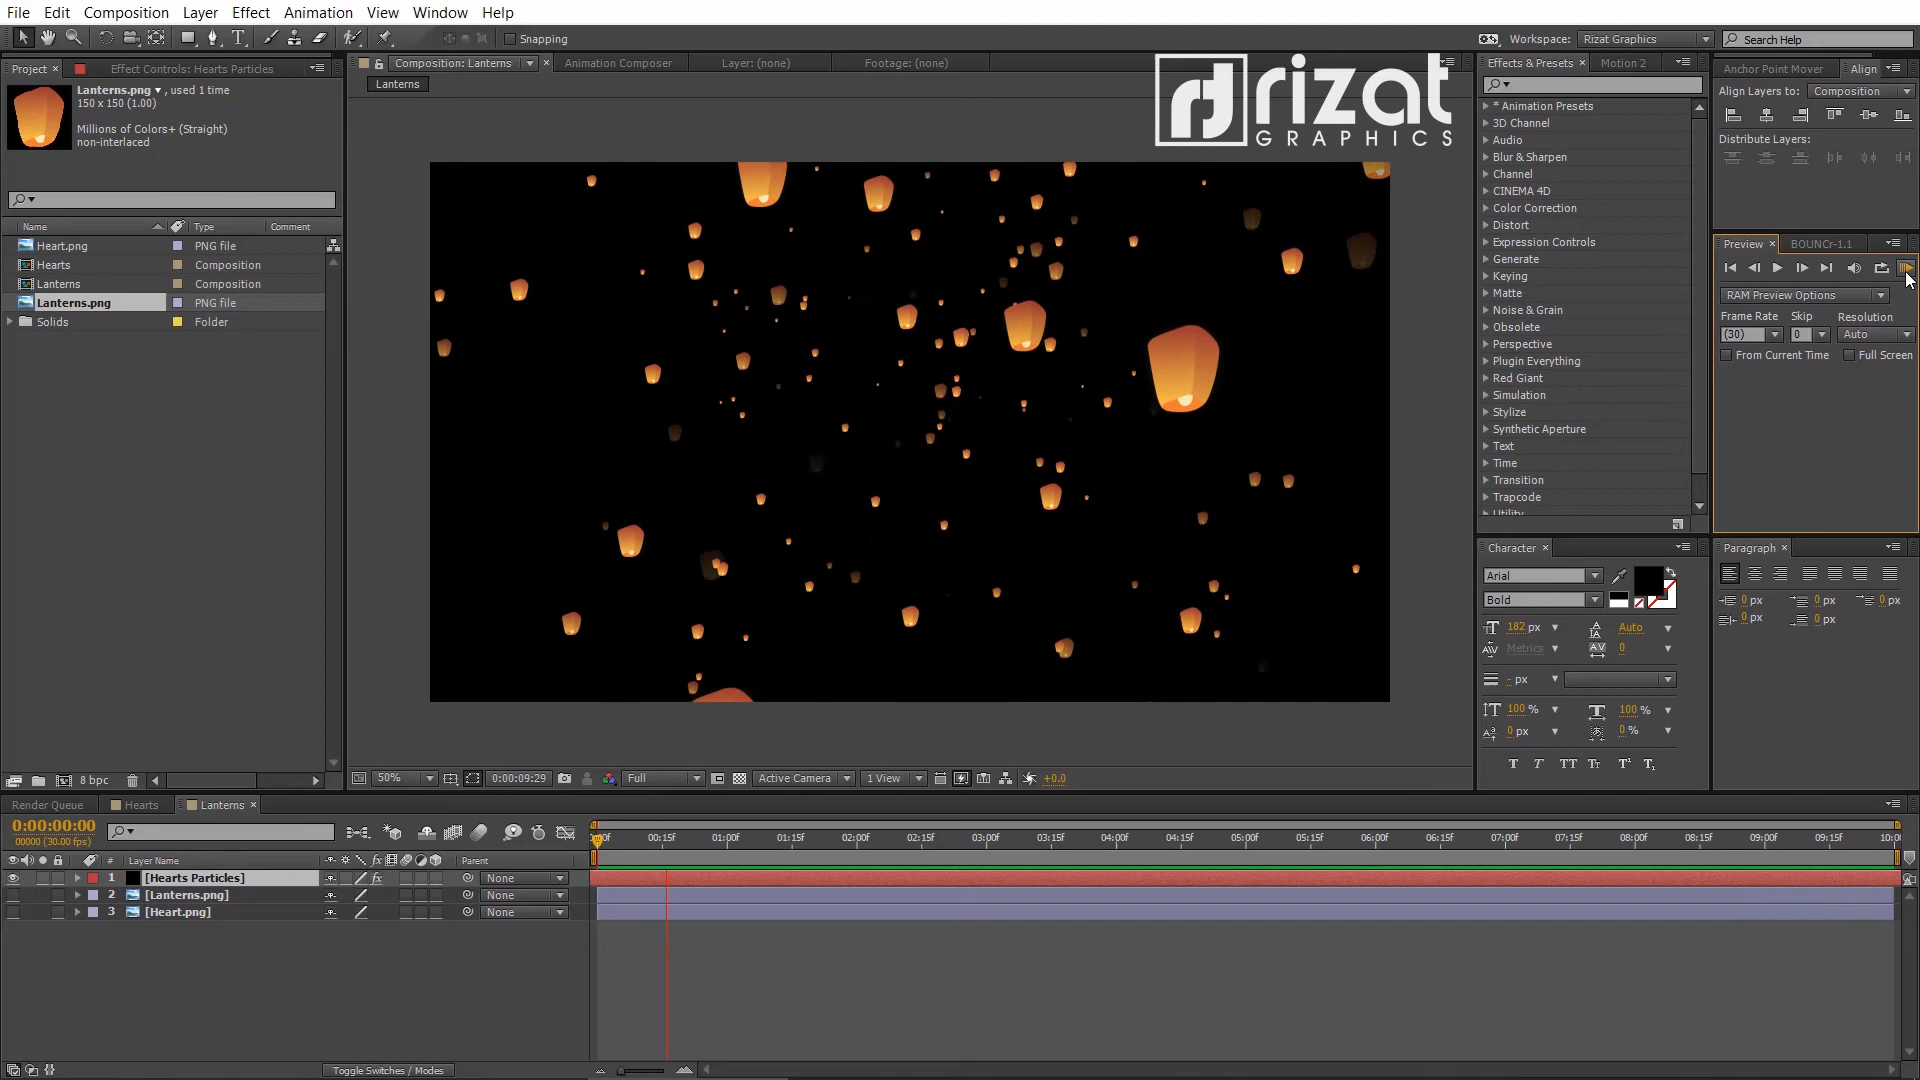 File Edit Composition Layer Effect Animation View Window Help
Snapping
Workspace: Rizat Graphics
Search Help
Project × Effect Controls: Hearts Particles
Lanterns.png , used 1 time
150 x 150 (1.00)
Millions of Colors+ (Straight)
non-interlaced
Name Type Comment
Heart.png PNG file
Hearts Composition
Lanterns Composition
Lanterns.png PNG file
Solids Folder
8 bpc
Composition: Lanterns × Animation Composer Layer: (none) Footage: (none)
Lanterns
rizat
GRAPHICS
50% 0:00:09:29 Full Active Camera 1 View +0.0
Effects & Presets × Motion 2
* Animation Presets
3D Channel
Audio
Blur & Sharpen
Channel
CINEMA 4D
Color Correction
Distort
Expression Controls
Generate
Keying
Matte
Noise & Grain
Obsolete
Perspective
Plugin Everything
Red Giant
Simulation
Stylize
Synthetic Aperture
Text
Time
Transition
Trapcode
Utility
Anchor Point Mover Align
Align Layers to: Composition
Distribute Layers:
Preview × BOUNCr-1.1
RAM Preview Options
Frame Rate Skip Resolution
(30) 0 Auto
From Current Time Full Screen
Character ×
Arial
Bold
182 px Auto
Metrics 0
- px
100 % 100 %
0 px 0 %
T T TT Tт T¹ T₁
Paragraph ×
0 px 0 px 0 px
0 px 0 px
Render Queue Hearts Lanterns ×
0:00:00:00
00000 (30.00 fps)
00f 00:15f 01:00f 01:15f 02:00f 02:15f 03:00f 03:15f 04:00f 04:15f 05:00f 05:15f 06:00f 06:15f 07:00f 07:15f 08:00f 08:15f 09:00f 09:15f 10:0
# Layer Name fx Parent
1 [Hearts Particles] fx None
2 [Lanterns.png] None
3 [Heart.png] None
Toggle Switches / Modes